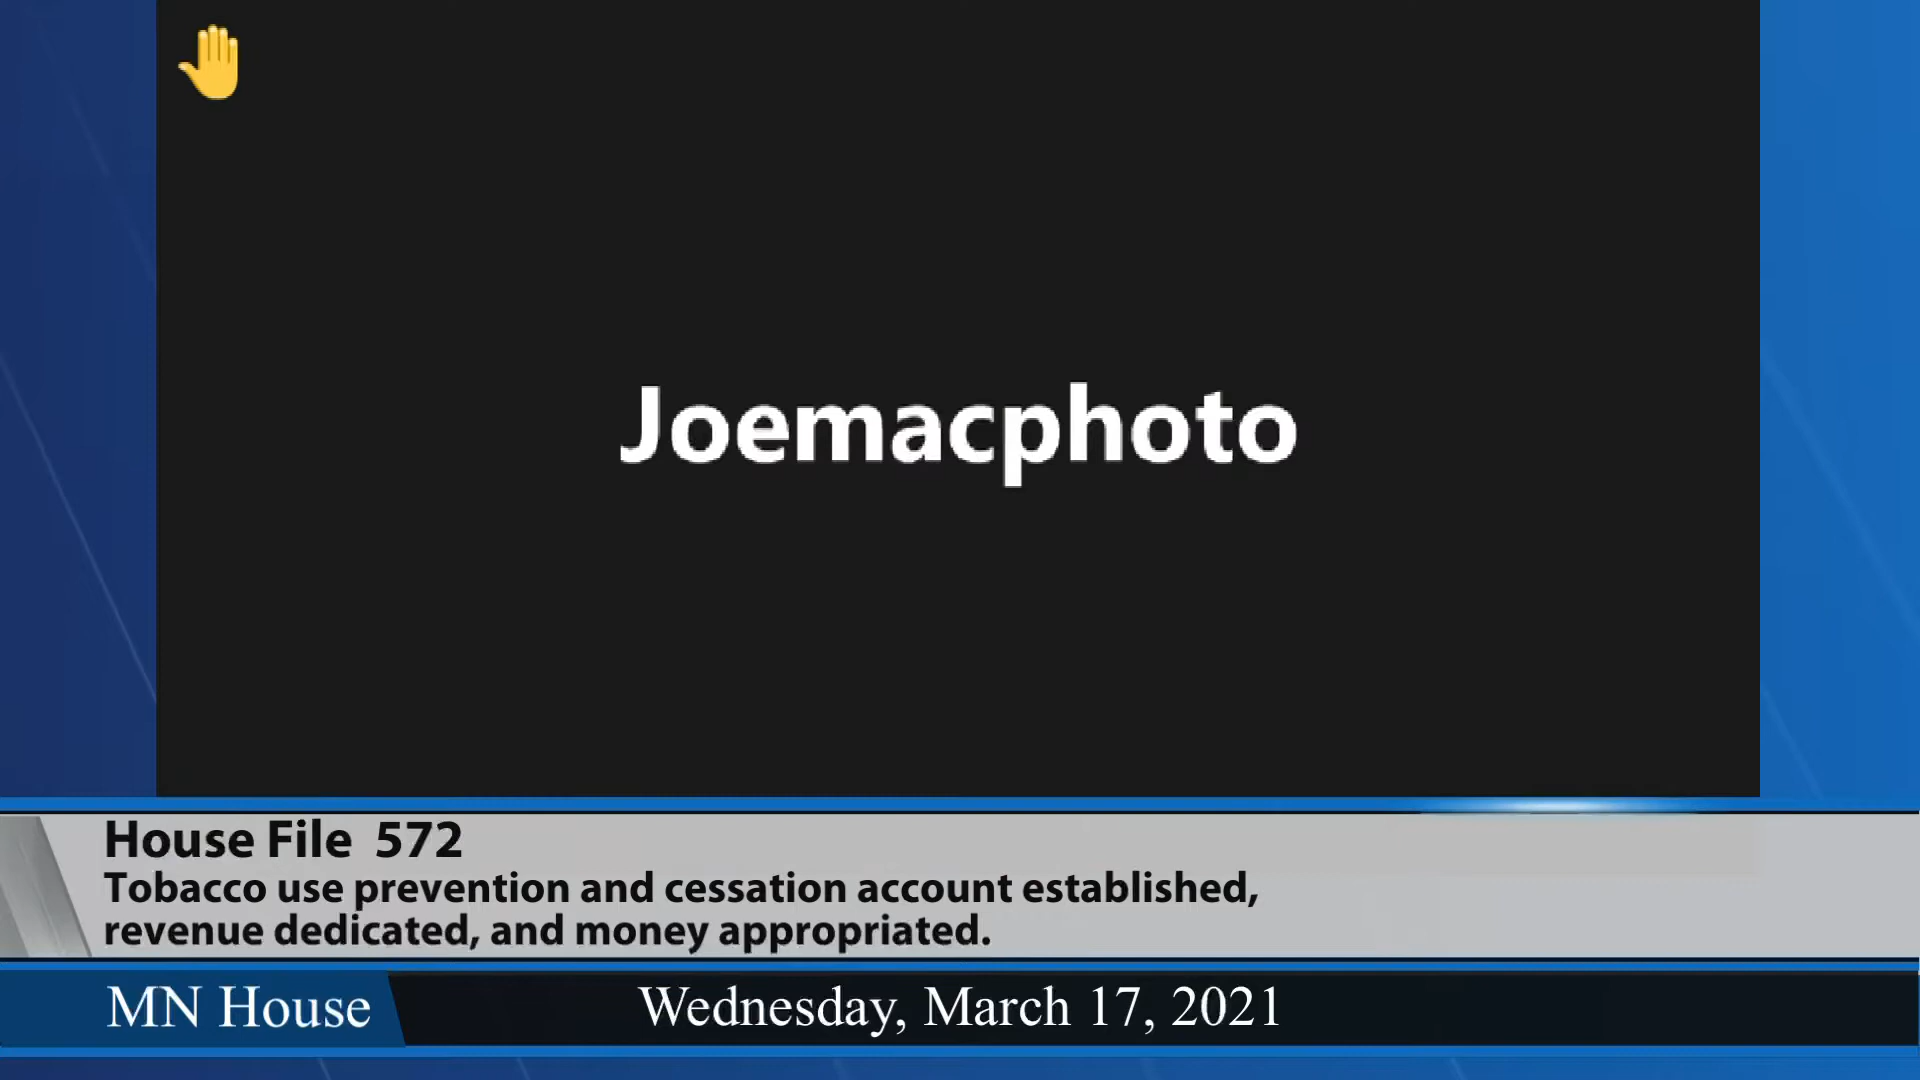 Joemacphoto
House File 572
Tobacco use prevention and cessation account established,
revenue dedicated, and money appropriated.
MN House
Wednesday, March 17, 2021